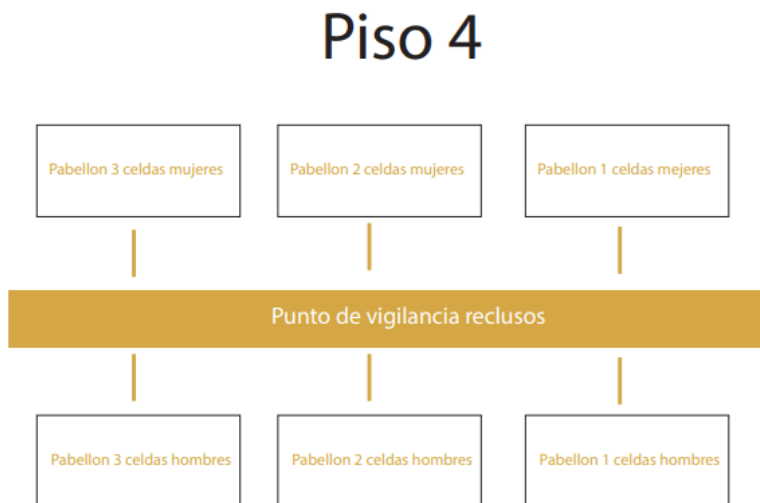 Piso 4
Pabellon 3 celdas mujeres
Pabellon 2 celdas mujeres
Pabellon 1 celdas mejeres
Punto de vigilancia reclusos
Pabellon 3 celdas hombres
Pabellon 2 celdas hombres
Pabellon 1 celdas hombres